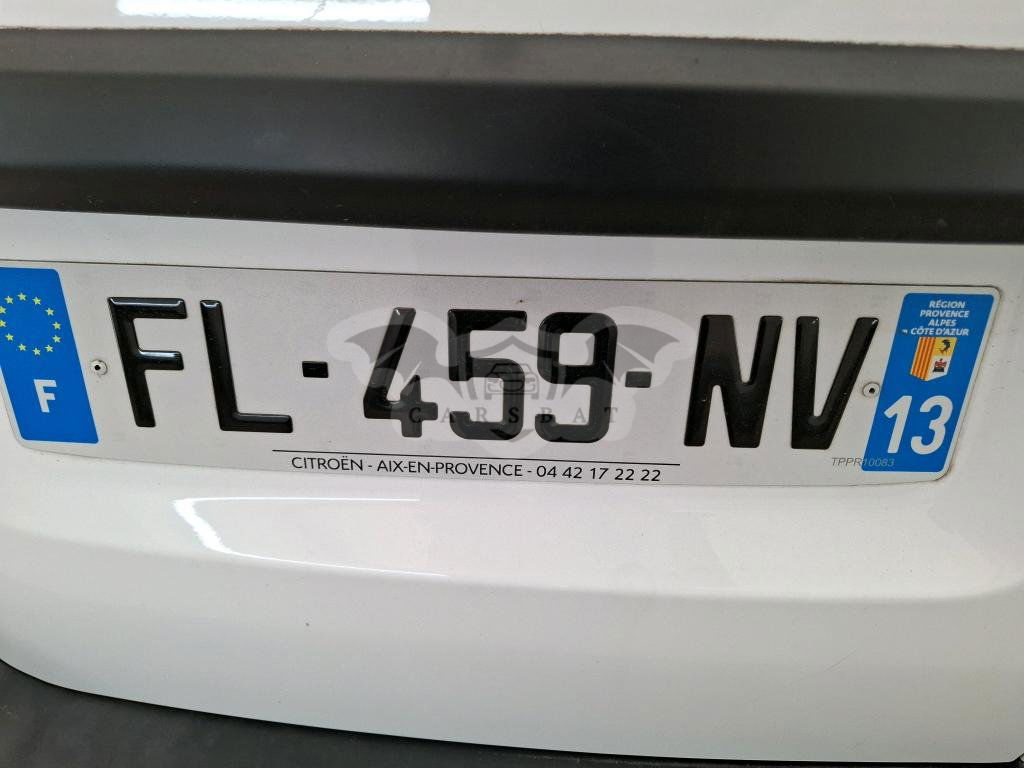 F
FL-459-NV
CARSBAT
RÉGION
PROVENCE
ALPES
CÔTE D'AZUR
13
TPPR10083
CITROËN - AIX-EN-PROVENCE - 04 42 17 22 22